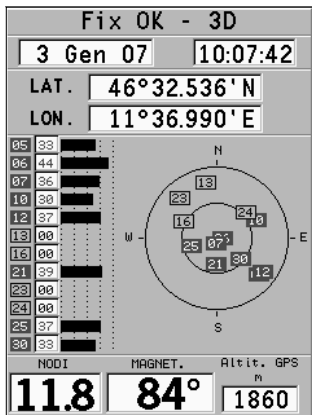 Fix OK - 3D
3 Gen 07 10:07:42
LAT. 46°32.536'N
LON. 11°36.990'E
05 33
06 44
07 36
10 30
12 37
13 00
16 00
21 39
23 00
24 00
25 37
30 33
N
13
23
24
16 10
W E
25 07
21 30
12
S
NODI MAGNET. Altit. GPS
m
11.8 84° 1860